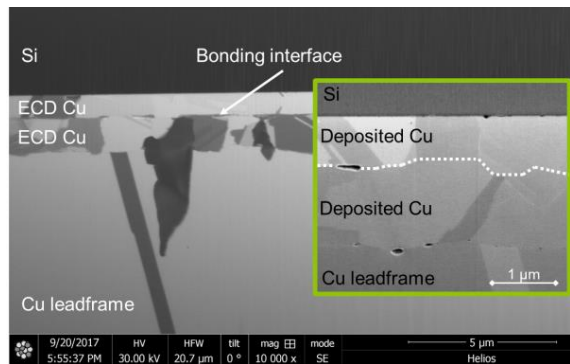 Si
Bonding interface
ECD Cu
ECD Cu
Cu leadframe
Si
Deposited Cu
Deposited Cu
Cu leadframe
1 µm
9/20/2017 HV HFW tilt mag mode 5 µm
5:55:37 PM 30.00 kV 20.7 µm 0 ° 10 000 x SE Helios